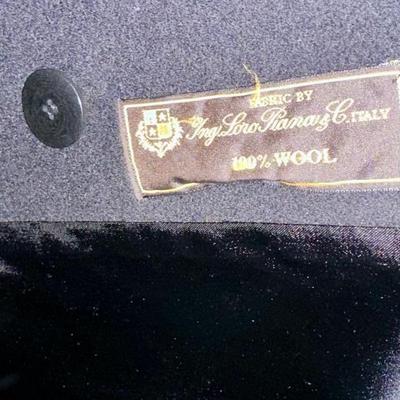 FABRIC BY
Ing. Loro Piana & C. ITALY
100% WOOL